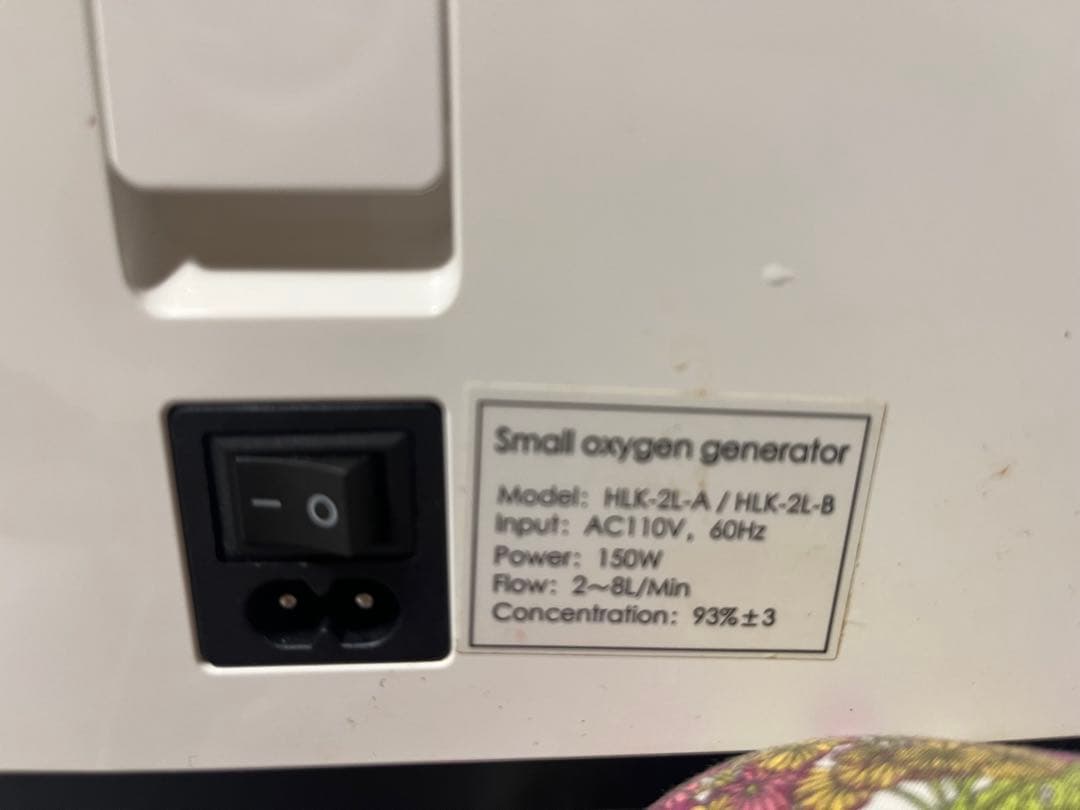 Small oxygen generator
Model: HLK-2L-A / HLK-2L-B
Input: AC110V, 60Hz
Power: 150W
Flow: 2~8L/Min
Concentration: 93%±3